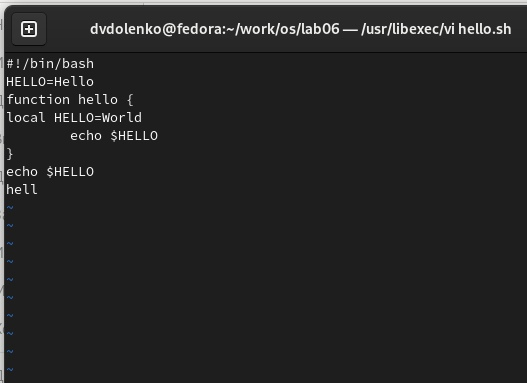 dvdolenko@fedora:~/work/os/lab06 — /usr/libexec/vi hello.sh
#!/bin/bash
HELLO=Hello
function hello {
local HELLO=World
        echo $HELLO
}
echo $HELLO
hell
~
~
~
~
~
~
~
~
~
~